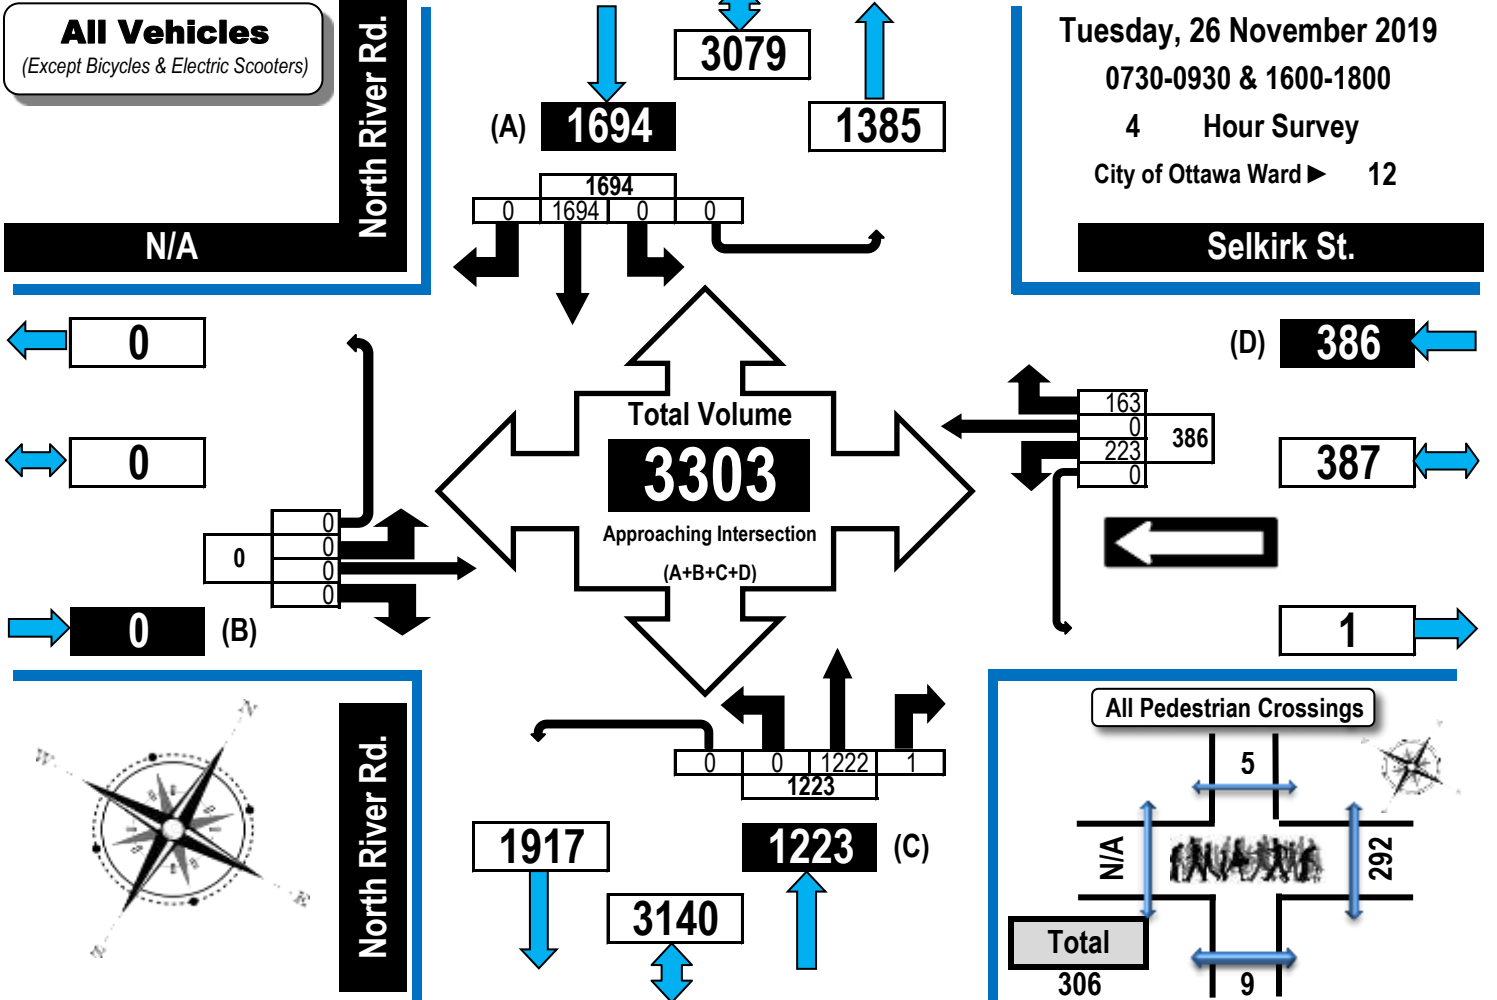 All Vehicles
(Except Bicycles & Electric Scooters)
North River Rd.
N/A
3079
(A)
1694
1385
1694
0
1694
0
0
Tuesday, 26 November 2019
0730-0930 & 1600-1800
4 Hour Survey
City of Ottawa Ward ► 12
Selkirk St.
0
0
0
0
0
0
0
0
(B)
Total Volume
3303
Approaching Intersection
(A+B+C+D)
(D)
386
163
0
223
0
386
387
1
N
W
E
S
North River Rd.
0
0
1222
1
1223
1917
1223
(C)
3140
All Pedestrian Crossings
5
N/A
292
Total
306
9